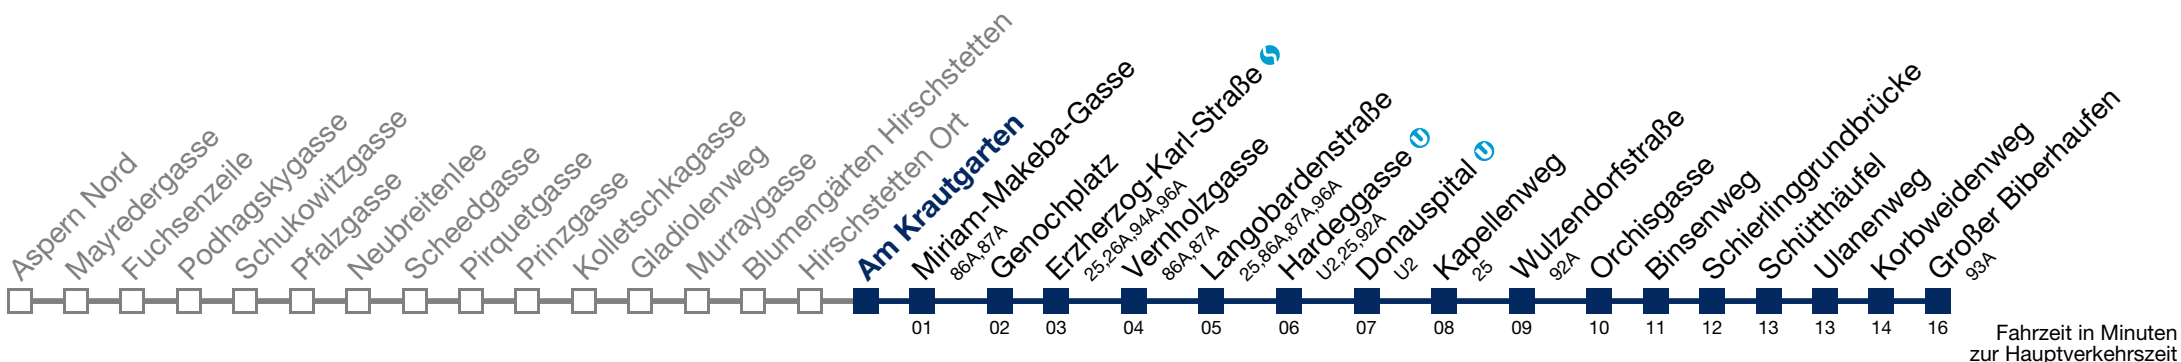 Aspern Nord
Mayredergasse
Fuchsenzeile
Podhagskygasse
Schukowitzgasse
Pfalzgasse
Neubreitenlee
Scheedgasse
Pirquetgasse
Prinzgasse
Kolletschkagasse
Gladiolenweg
Murraygasse
Blumengärten Hirschstetten
Hirschstetten Ort
Am Krautgarten
Miriam-Makeba-Gasse
86A,87A
Genochplatz
Erzherzog-Karl-Straße
25,26A,94A,96A
Vernholzgasse
86A,87A
Langobardenstraße
25,86A,87A,96A
Hardeggasse
U2,25,92A
Donauspital
U2
Kapellenweg
25
Wulzendorfstraße
92A
Orchisgasse
Binsenweg
Schierlinggrundbrücke
Schütthäufel
Ulanenweg
Korbweidenweg
Großer Biberhaufen
93A
01 02 03 04 05 06 07 08 09 10 11 12 13 13 14 16
Fahrzeit in Minuten
zur Hauptverkehrszeit